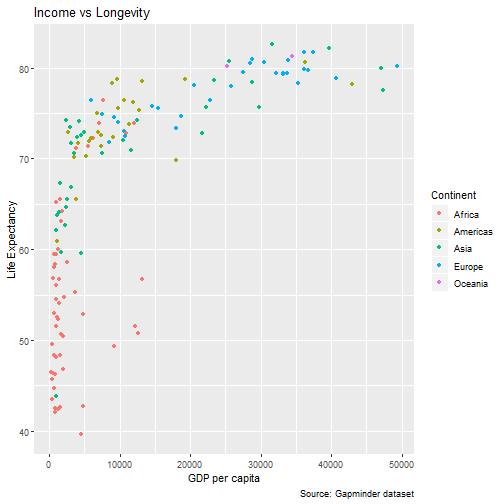 Income vs Longevity
80
70
60
50
40
Life Expectancy
0
10000
20000
30000
40000
50000
GDP per capita
Continent
Africa
Americas
Asia
Europe
Oceania
Source: Gapminder dataset